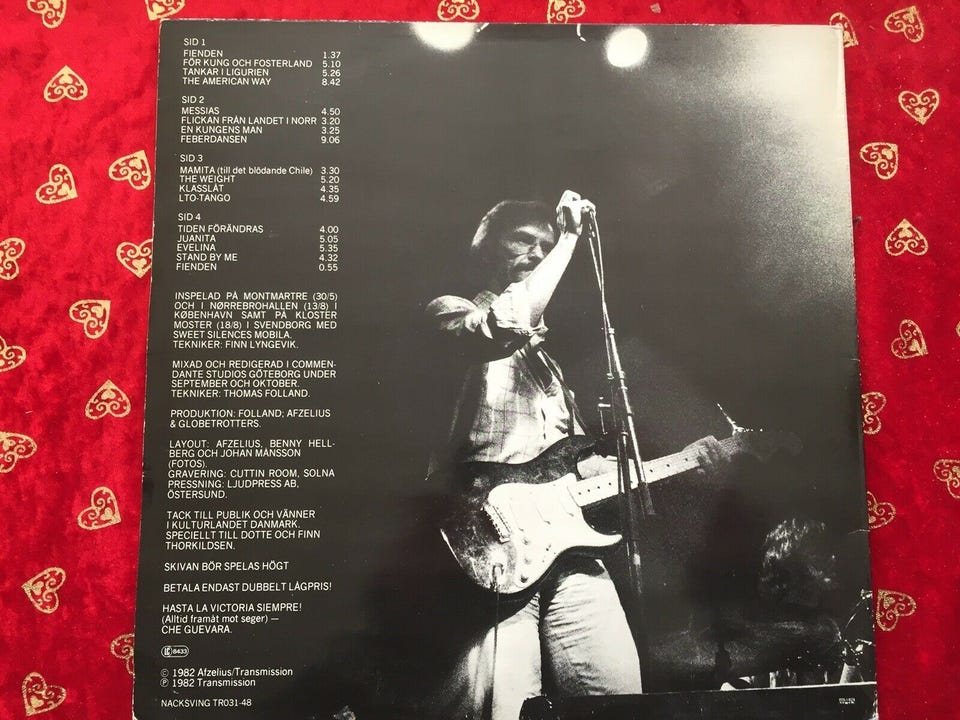 SID 1
FIENDEN 1.37
FÖR KUNG OCH FOSTERLAND 5.10
TANKAR I LIGURIEN 5.26
THE AMERICAN WAY 8.42
SID 2
MESSIAS 4.50
FLICKAN FRÅN LANDET I NORR 3.20
EN KUNGENS MAN 3.25
FEBERDANSEN 9.06
SID 3
MAMITA (till det blödande Chile) 3.30
THE WEIGHT 5.20
KLASSLÅT 4.35
LTO-TANGO 4.59
SID 4
TIDEN FÖRÄNDRAS 4.00
JUANITA 5.05
EVELINA 5.35
STAND BY ME 4.32
FIENDEN 0.55
INSPELAD PÅ MONTMARTRE (30/5)
OCH I NØRREBROHALLEN (13/8) I
KØBENHAVN SAMT PÅ KLOSTER
MOSTER (18/8) I SVENDBORG MED
SWEET SILENCES MOBILA.
TEKNIKER: FINN LYNGEVIK.
MIXAD OCH REDIGERAD I COMMEN-
DANTE STUDIOS GÖTEBORG UNDER
SEPTEMBER OCH OKTOBER.
TEKNIKER: THOMAS FOLLAND.
PRODUKTION: FOLLAND; AFZELIUS
& GLOBETROTTERS.
LAYOUT: AFZELIUS, BENNY HELL-
BERG OCH JOHAN MÅNSSON
(FOTOS).
GRAVERING: CUTTIN ROOM, SOLNA
PRESSNING: LJUDPRESS AB,
ÖSTERSUND.
TACK TILL PUBLIK OCH VÄNNER
I KULTURLANDET DANMARK.
SPECIELLT TILL DOTTE OCH FINN
THORKILDSEN.
SKIVAN BÖR SPELAS HÖGT
BETALA ENDAST DUBBELT LÅGPRIS!
HASTA LA VICTORIA SIEMPRE!
(Alltid framåt mot seger) —
CHE GUEVARA.
LC 8433
© 1982 Afzelius/Transmission
℗ 1982 Transmission
NACKSVING TR031-48